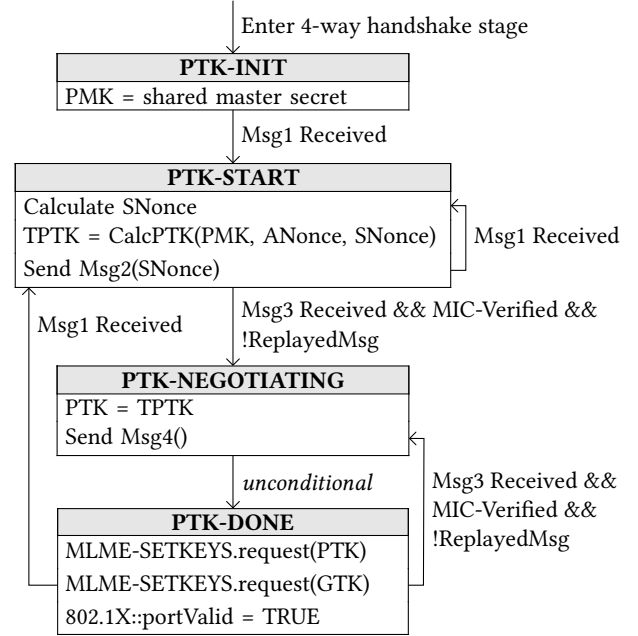 Enter 4-way handshake stage
PTK-INIT
PMK = shared master secret
Msg1 Received
PTK-START
Calculate SNonce
TPTK = CalcPTK(PMK, ANonce, SNonce)
Send Msg2(SNonce)
Msg1 Received
Msg1 Received
Msg3 Received && MIC-Verified &&
!ReplayedMsg
PTK-NEGOTIATING
PTK = TPTK
Send Msg4()
unconditional
Msg3 Received &&
MIC-Verified &&
!ReplayedMsg
PTK-DONE
MLME-SETKEYS.request(PTK)
MLME-SETKEYS.request(GTK)
802.1X::portValid = TRUE